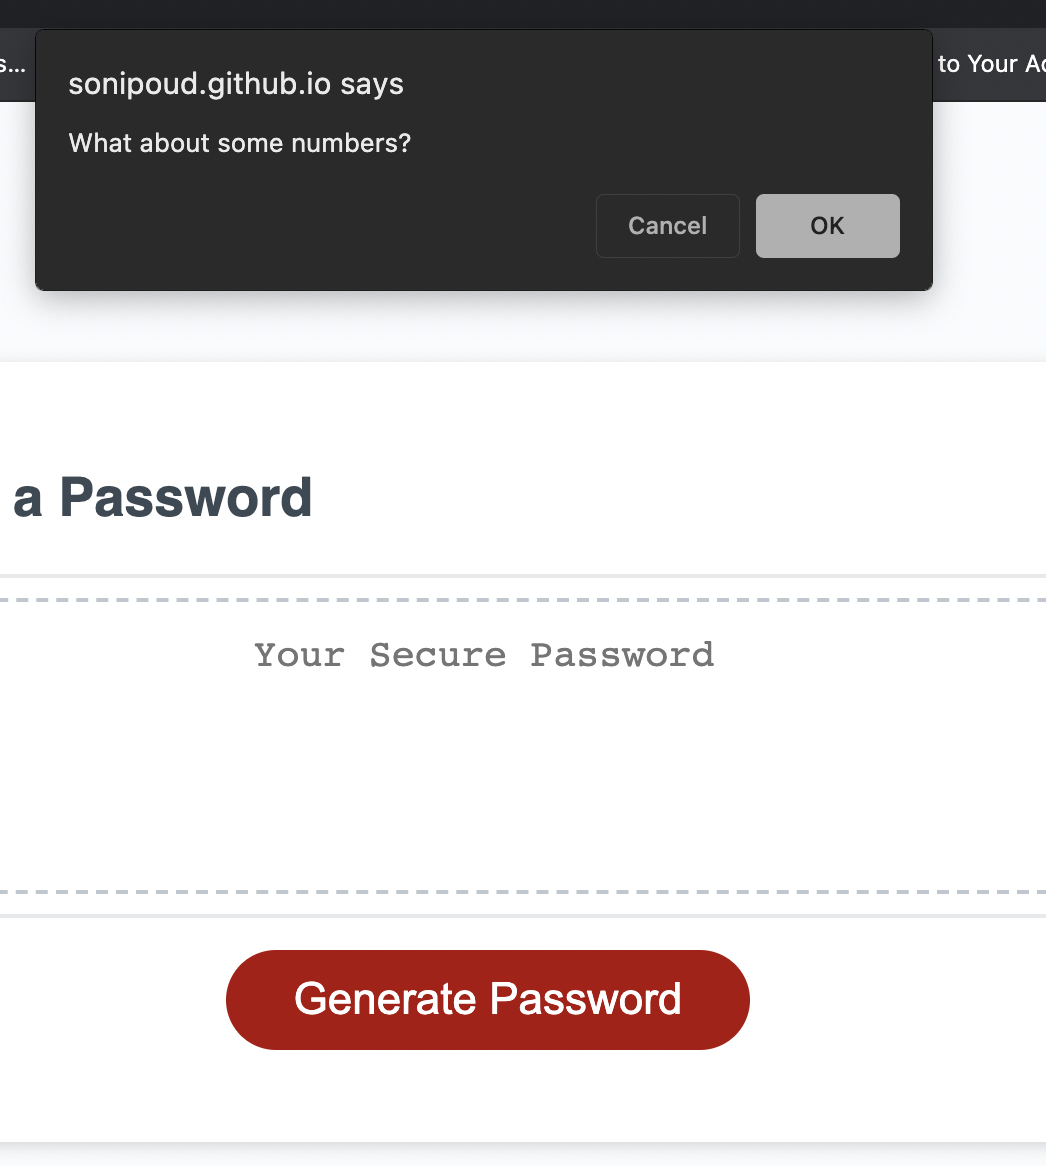 s...
sonipoud.github.io says
to Your Ac
What about some numbers?
Cancel
OK
a Password
Your Secure Password
Generate Password